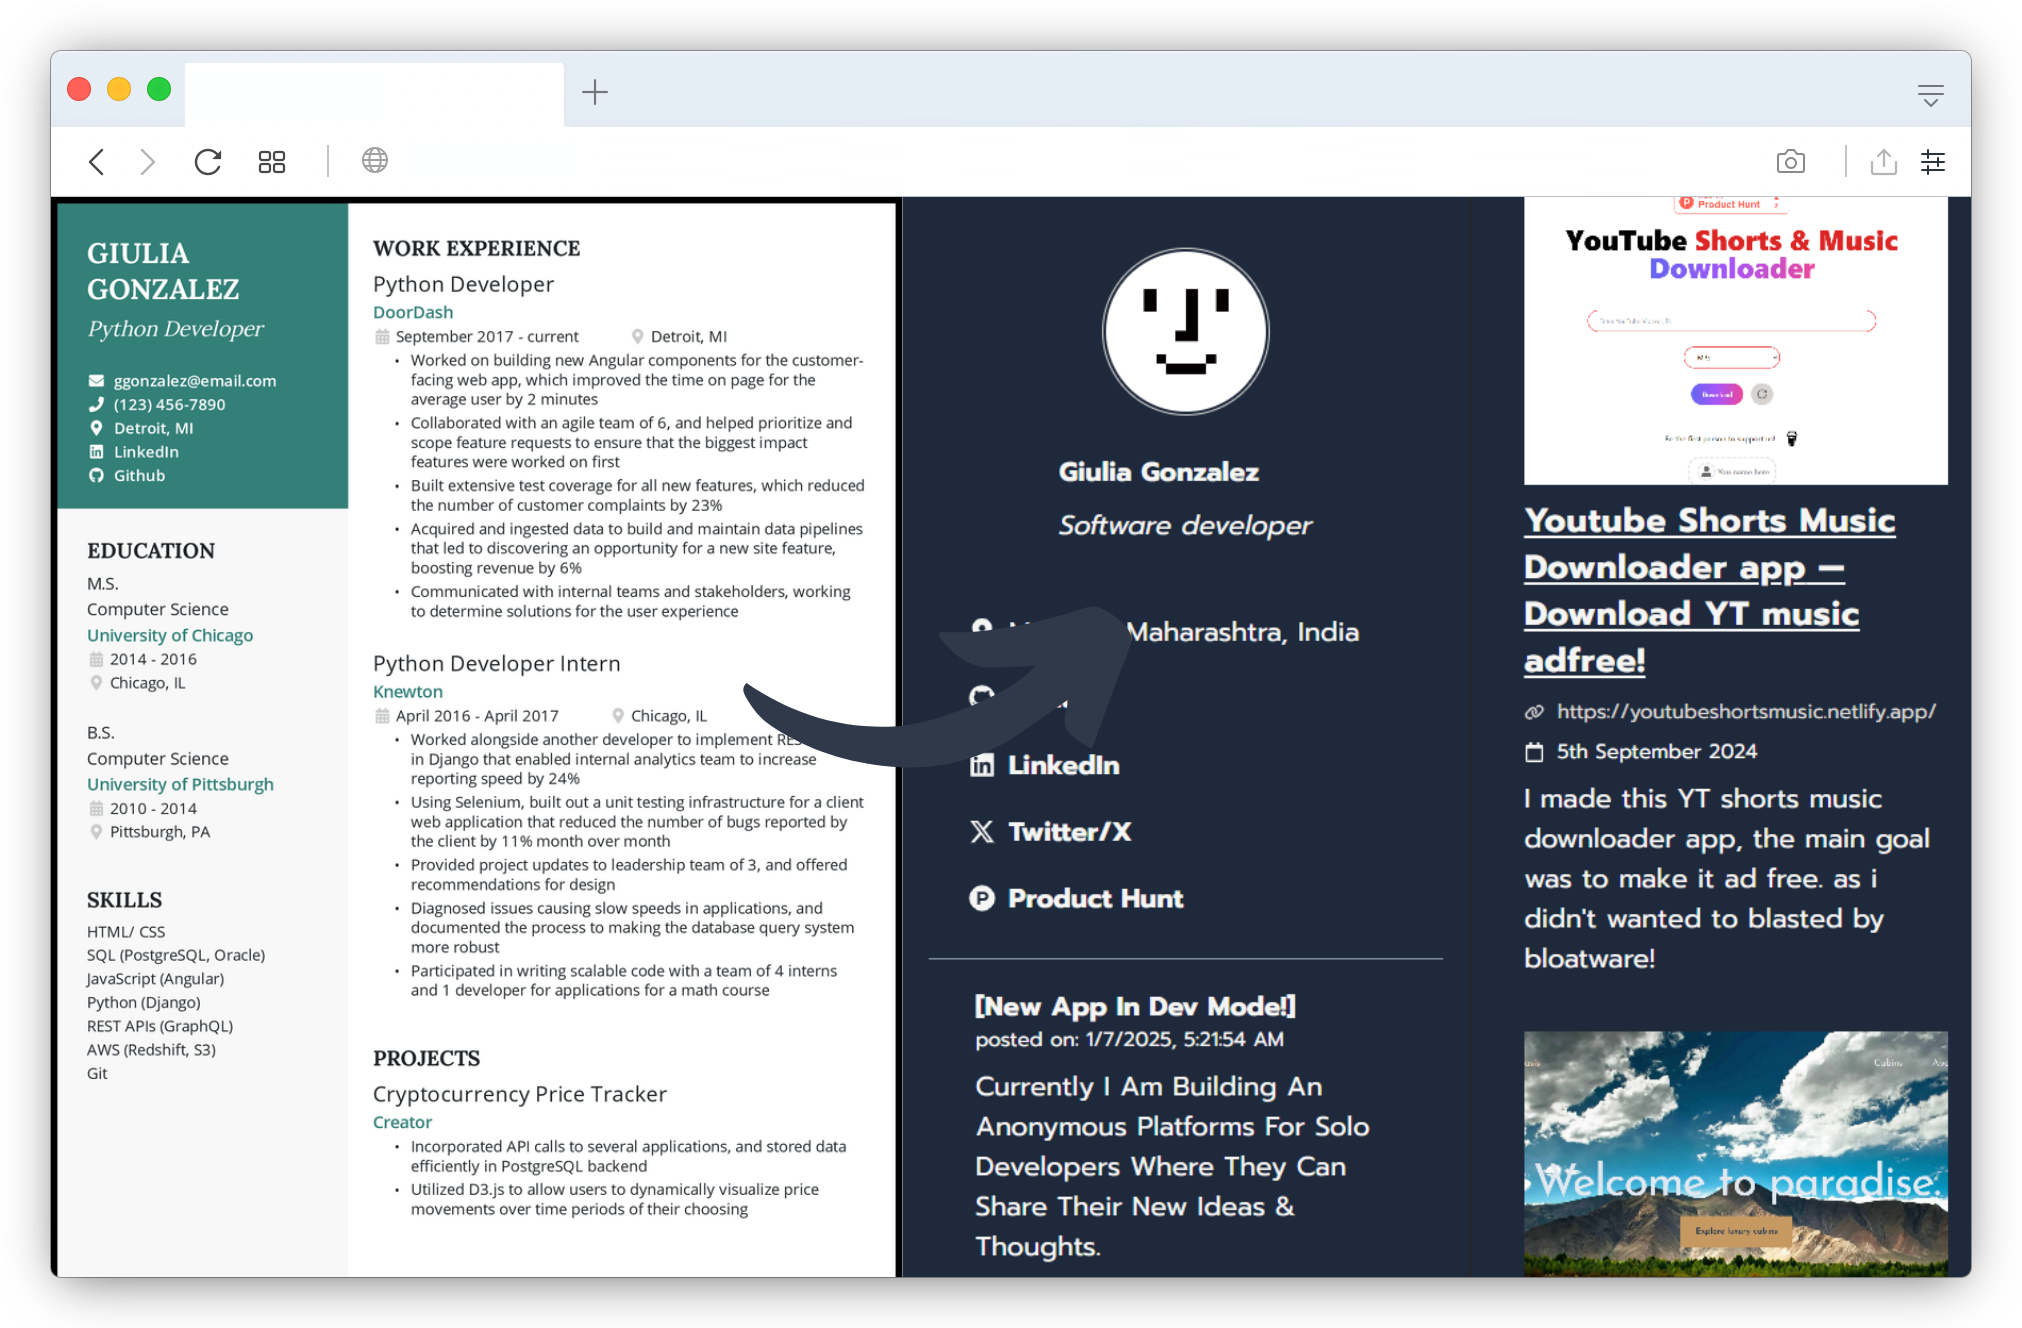 GIULIA
GONZALEZ
Python Developer
ggonzalez@email.com
(123) 456-7890
Detroit, MI
LinkedIn
Github
EDUCATION
M.S.
Computer Science
University of Chicago
2014 - 2016
Chicago, IL
B.S.
Computer Science
University of Pittsburgh
2010 - 2014
Pittsburgh, PA
SKILLS
HTML/ CSS
SQL (PostgreSQL, Oracle)
JavaScript (Angular)
Python (Django)
REST APIs (GraphQL)
AWS (Redshift, S3)
Git
WORK EXPERIENCE
Python Developer
DoorDash
September 2017 - current Detroit, MI
• Worked on building new Angular components for the customer-
facing web app, which improved the time on page for the
average user by 2 minutes
• Collaborated with an agile team of 6, and helped prioritize and
scope feature requests to ensure that the biggest impact
features were worked on first
• Built extensive test coverage for all new features, which reduced
the number of customer complaints by 23%
• Acquired and ingested data to build and maintain data pipelines
that led to discovering an opportunity for a new site feature,
boosting revenue by 6%
• Communicated with internal teams and stakeholders, working
to determine solutions for the user experience
Python Developer Intern
Knewton
April 2016 - April 2017 Chicago, IL
• Worked alongside another developer to implement
in Django that enabled internal analytics team to increase
reporting speed by 24%
• Using Selenium, built out a unit testing infrastructure for a client
web application that reduced the number of bugs reported by
the client by 11% month over month
• Provided project updates to leadership team of 3, and offered
recommendations for design
• Diagnosed issues causing slow speeds in applications, and
documented the process to making the database query system
more robust
• Participated in writing scalable code with a team of 4 interns
and 1 developer for applications for a math course
PROJECTS
Cryptocurrency Price Tracker
Creator
• Incorporated API calls to several applications, and stored data
efficiently in PostgreSQL backend
• Utilized D3.js to allow users to dynamically visualize price
movements over time periods of their choosing
Giulia Gonzalez
Software developer
Maharashtra, India
LinkedIn
Twitter/X
Product Hunt
[New App In Dev Mode!]
posted on: 1/7/2025, 5:21:54 AM
Currently I Am Building An
Anonymous Platforms For Solo
Developers Where They Can
Share Their New Ideas &
Thoughts.
Product Hunt
YouTube Shorts & Music
Downloader
Enter YouTube Video URL
Download
Be the first person to support us!
You name here
Youtube Shorts Music
Downloader app —
Download YT music
adfree!
https://youtubeshortsmusic.netlify.app/
5th September 2024
I made this YT shorts music
downloader app, the main goal
was to make it ad free. as i
didn't wanted to blasted by
bloatware!
Cabins
Welcome to paradise.
Explore luxury cabins